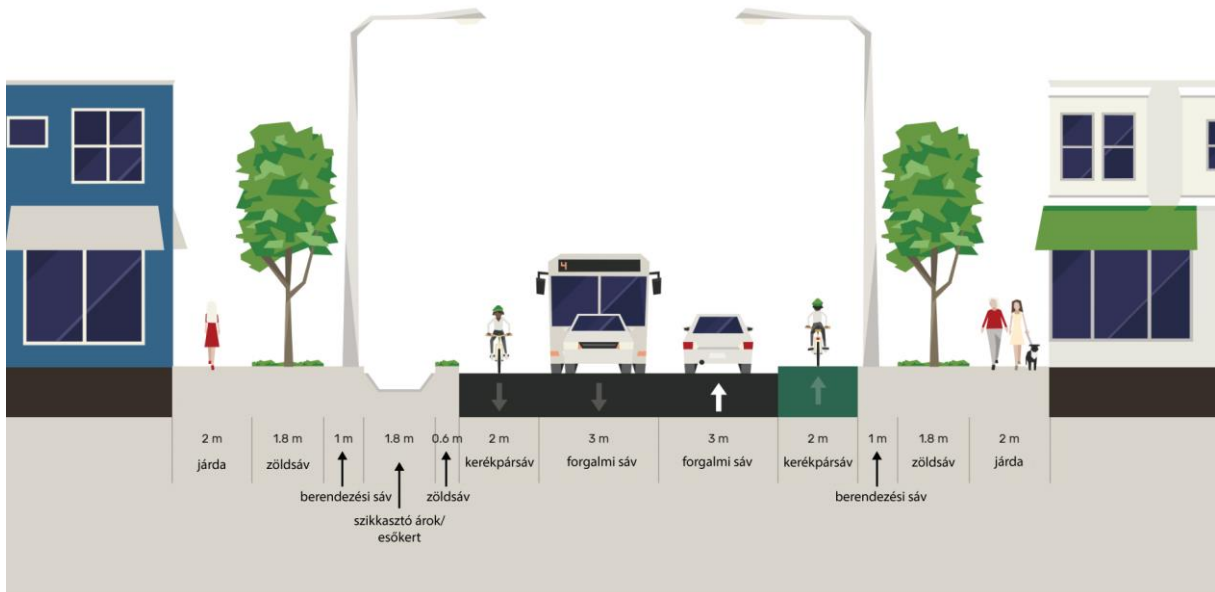 4
2 m
1.8 m
1 m
1.8 m
0.6 m
2 m
3 m
3 m
2 m
1 m
1.8 m
2 m
járda
zöldsáv
kerékpársáv
forgalmi sáv
forgalmi sáv
kerékpársáv
zöldsáv
járda
berendezési sáv
zöldsáv
berendezési sáv
szikkasztó árok/
esőkert